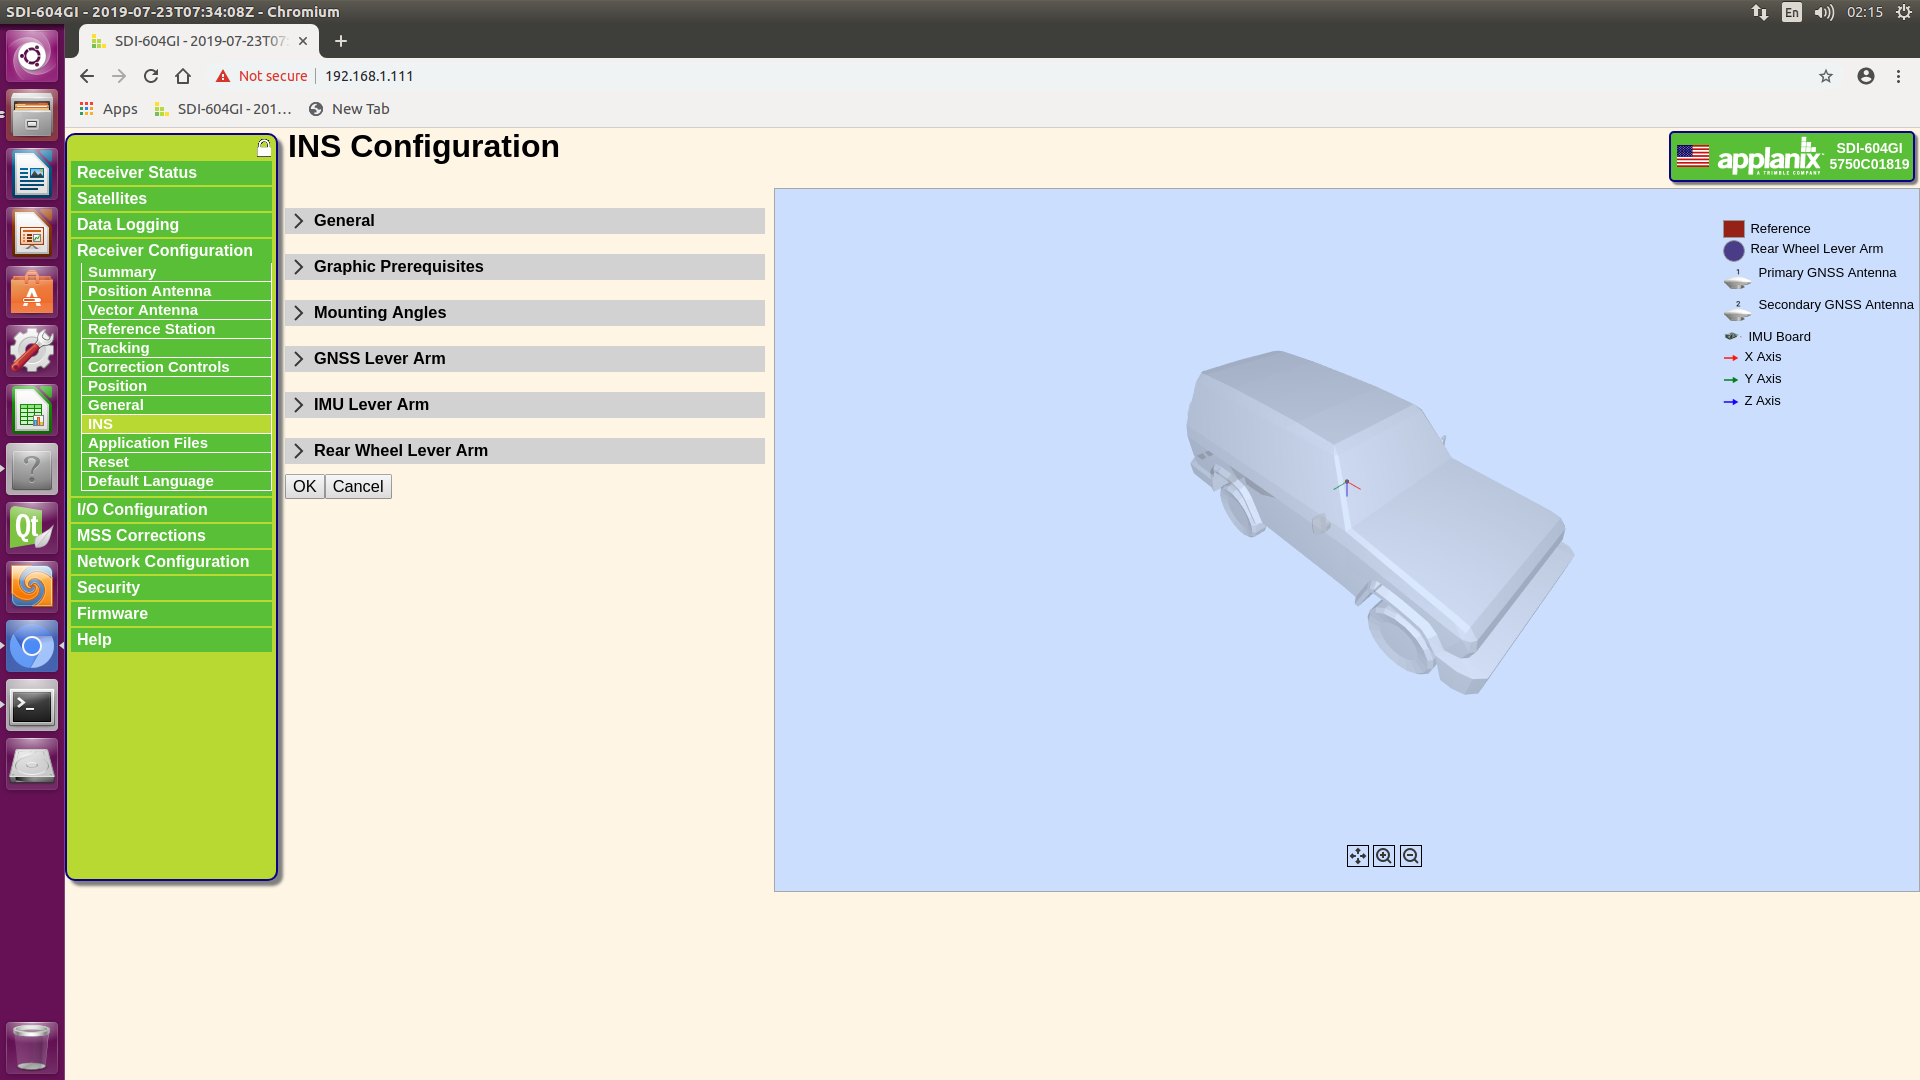 SDI-604GI - 2019-07-23T07:34:08Z - Chromium
En
02:15
SDI-604GI - 2019-07-23T07:
Not secure
192.168.1.111
Apps
SDI-604GI - 201...
New Tab
INS Configuration
applanix
A TRIMBLE COMPANY
SDI-604GI
5750C01819
Receiver Status
Satellites
Data Logging
Receiver Configuration
Summary
Position Antenna
Vector Antenna
Reference Station
Tracking
Correction Controls
Position
General
INS
Application Files
Reset
Default Language
I/O Configuration
MSS Corrections
Network Configuration
Security
Firmware
Help
General
Graphic Prerequisites
Mounting Angles
GNSS Lever Arm
IMU Lever Arm
Rear Wheel Lever Arm
OK
Cancel
Reference
Rear Wheel Lever Arm
1 Primary GNSS Antenna
2 Secondary GNSS Antenna
IMU Board
X Axis
Y Axis
Z Axis
Qt